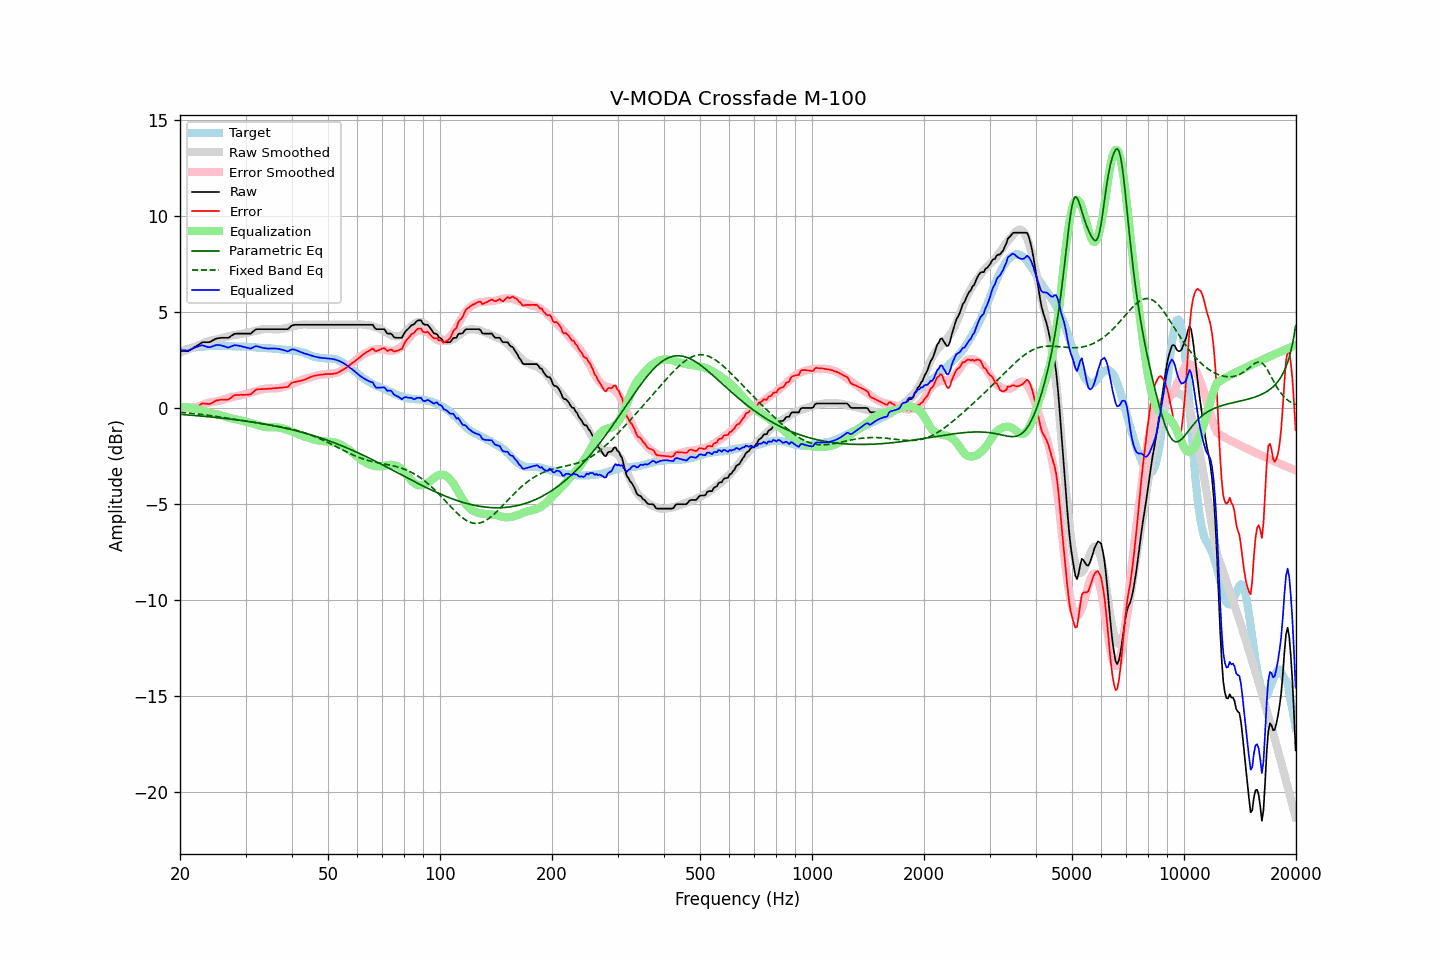 V-MODA Crossfade M-100
Target
Raw Smoothed
Error Smoothed
Raw
Error
Equalization
Parametric Eq
Fixed Band Eq
Equalized
Amplitude (dBr)
15
10
5
0
−5
−10
−15
−20
20
50
100
200
500
1000
2000
5000
10000
20000
Frequency (Hz)